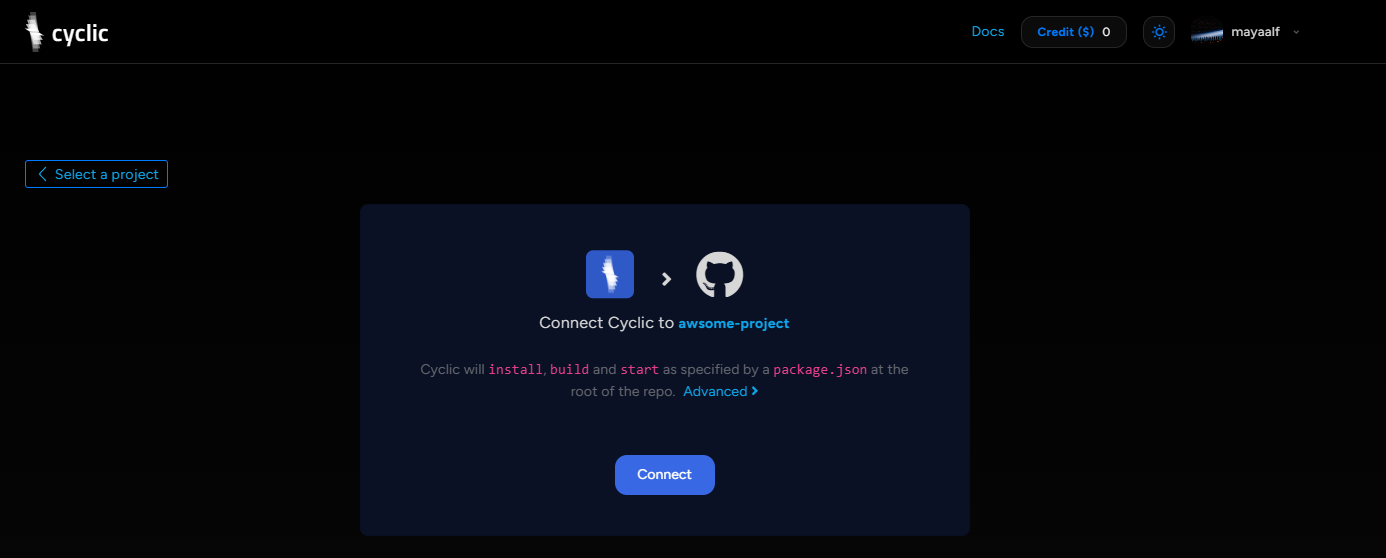 cyclic
Docs
Credit ($) 0
mayaalf
Select a project
Connect Cyclic to awsome-project
Cyclic will install, build and start as specified by a package.json at the
root of the repo. Advanced
Connect